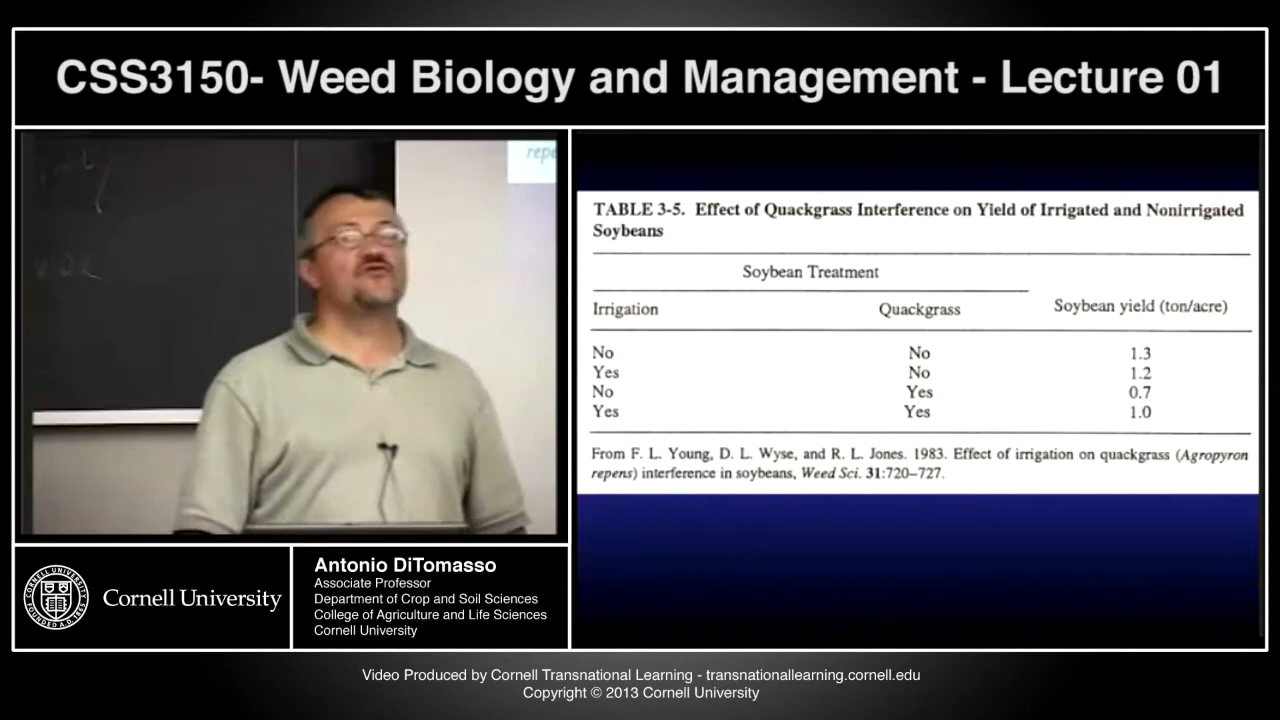 CSS3150- Weed Biology and Management - Lecture 01
TABLE 3-5. Effect of Quackgrass Interference on Yield of Irrigated and Nonirrigated
Soybeans
Soybean Treatment
Irrigation Quackgrass Soybean yield (ton/acre)
No No 1.3
Yes No 1.2
No Yes 0.7
Yes Yes 1.0
From F. L. Young, D. L. Wyse, and R. L. Jones. 1983. Effect of irrigation on quackgrass (Agropyron
repens) interference in soybeans, Weed Sci. 31:720–727.
Cornell University
Antonio DiTomasso
Associate Professor
Department of Crop and Soil Sciences
College of Agriculture and Life Sciences
Cornell University
Video Produced by Cornell Transnational Learning - transnationallearning.cornell.edu
Copyright © 2013 Cornell University